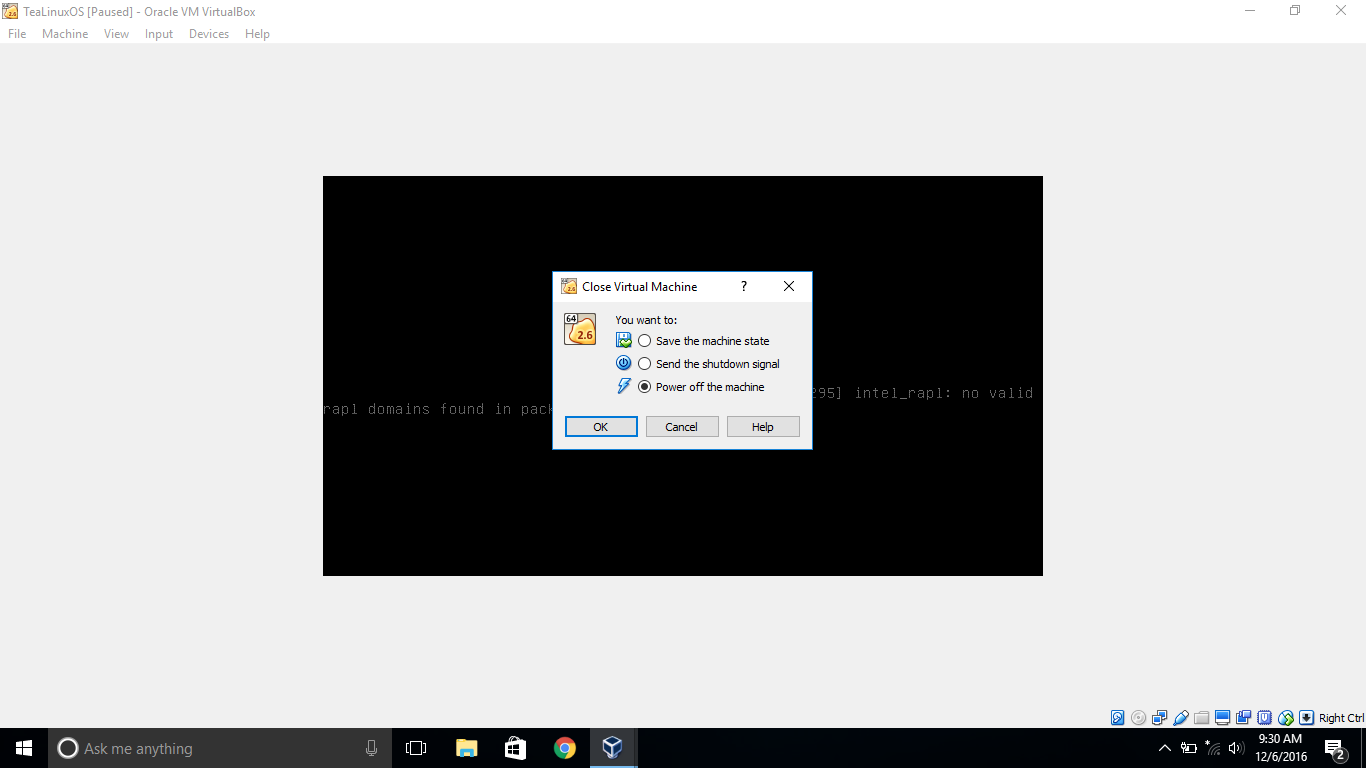 TeaLinuxOS [Paused] - Oracle VM VirtualBox
File Machine View Input Devices Help
Close Virtual Machine ?
64
2.6
You want to:
Save the machine state
Send the shutdown signal
Power off the machine
295] intel_rapl: no valid
rapl domains found in pack
OK Cancel Help
Right Ctrl
Ask me anything
9:30 AM
12/6/2016
2